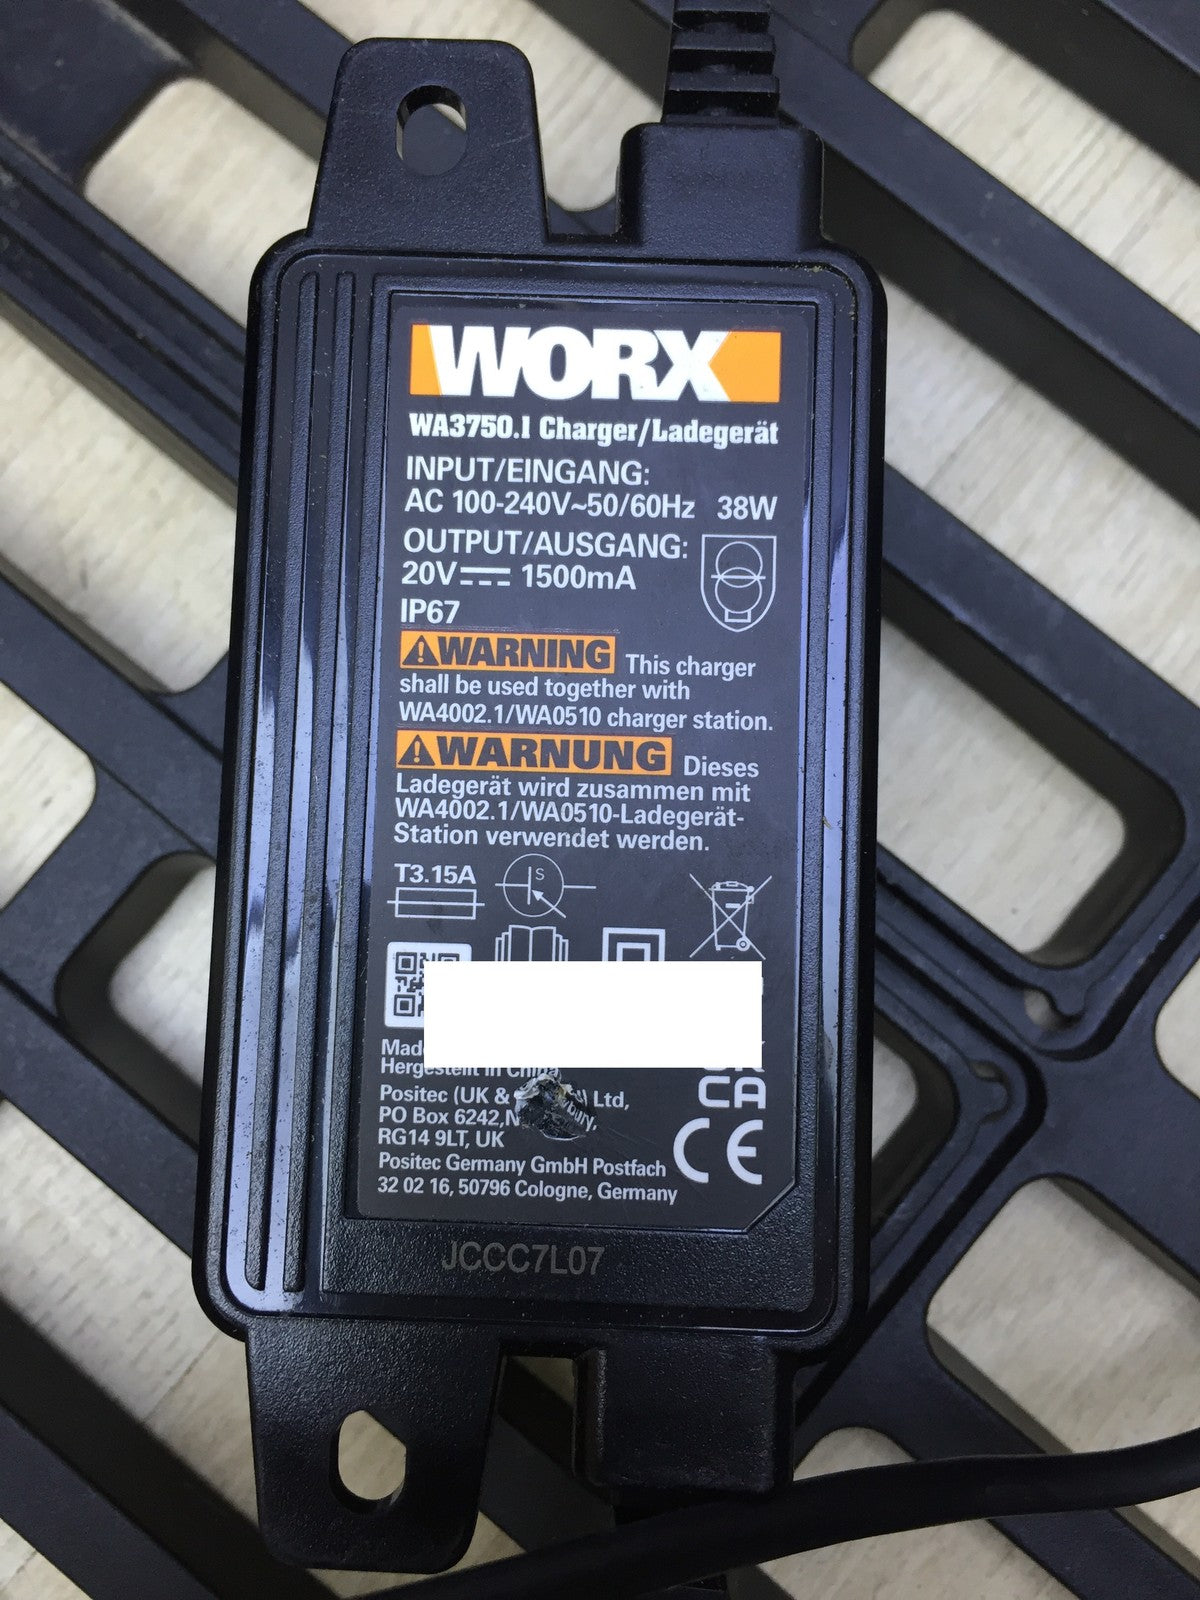 WORX
WA3750.1 Charger/Ladegerät
INPUT/EINGANG:
AC 100-240V~50/60Hz 38W
OUTPUT/AUSGANG:
20V 1500mA
IP67
WARNING This charger
shall be used together with
WA4002.1/WA0510 charger station.
WARNUNG Dieses
Ladegerät wird zusammen mit
WA4002.1/WA0510-Ladegerät-
Station verwendet werden.
T3.15A
S
Made
Hergestellt in China
Positec (UK & Ltd,
PO Box 6242,
RG14 9LT, UK
Positec Germany GmbH Postfach
32 02 16, 50796 Cologne, Germany
CA
CE
JCCC7L07